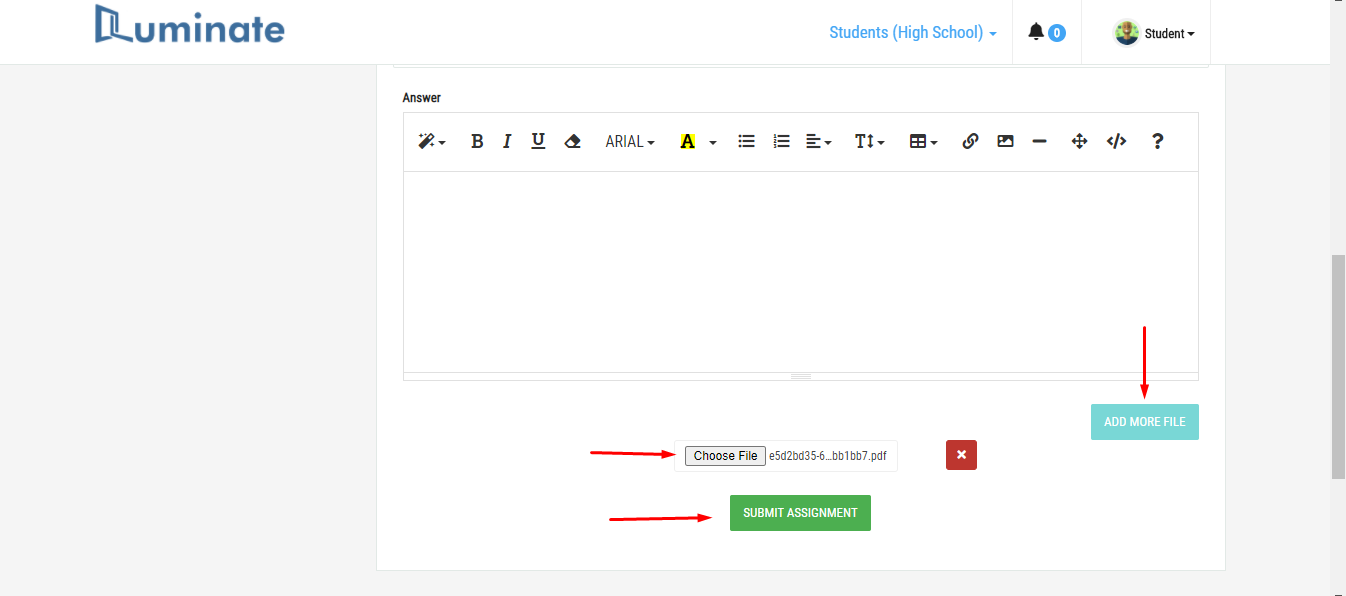 Luminate
Students (High School)
0
Student
Answer
B I U ARIAL A T ?
ADD MORE FILE
Choose File e5d2bd35-6...bb1bb7.pdf
SUBMIT ASSIGNMENT